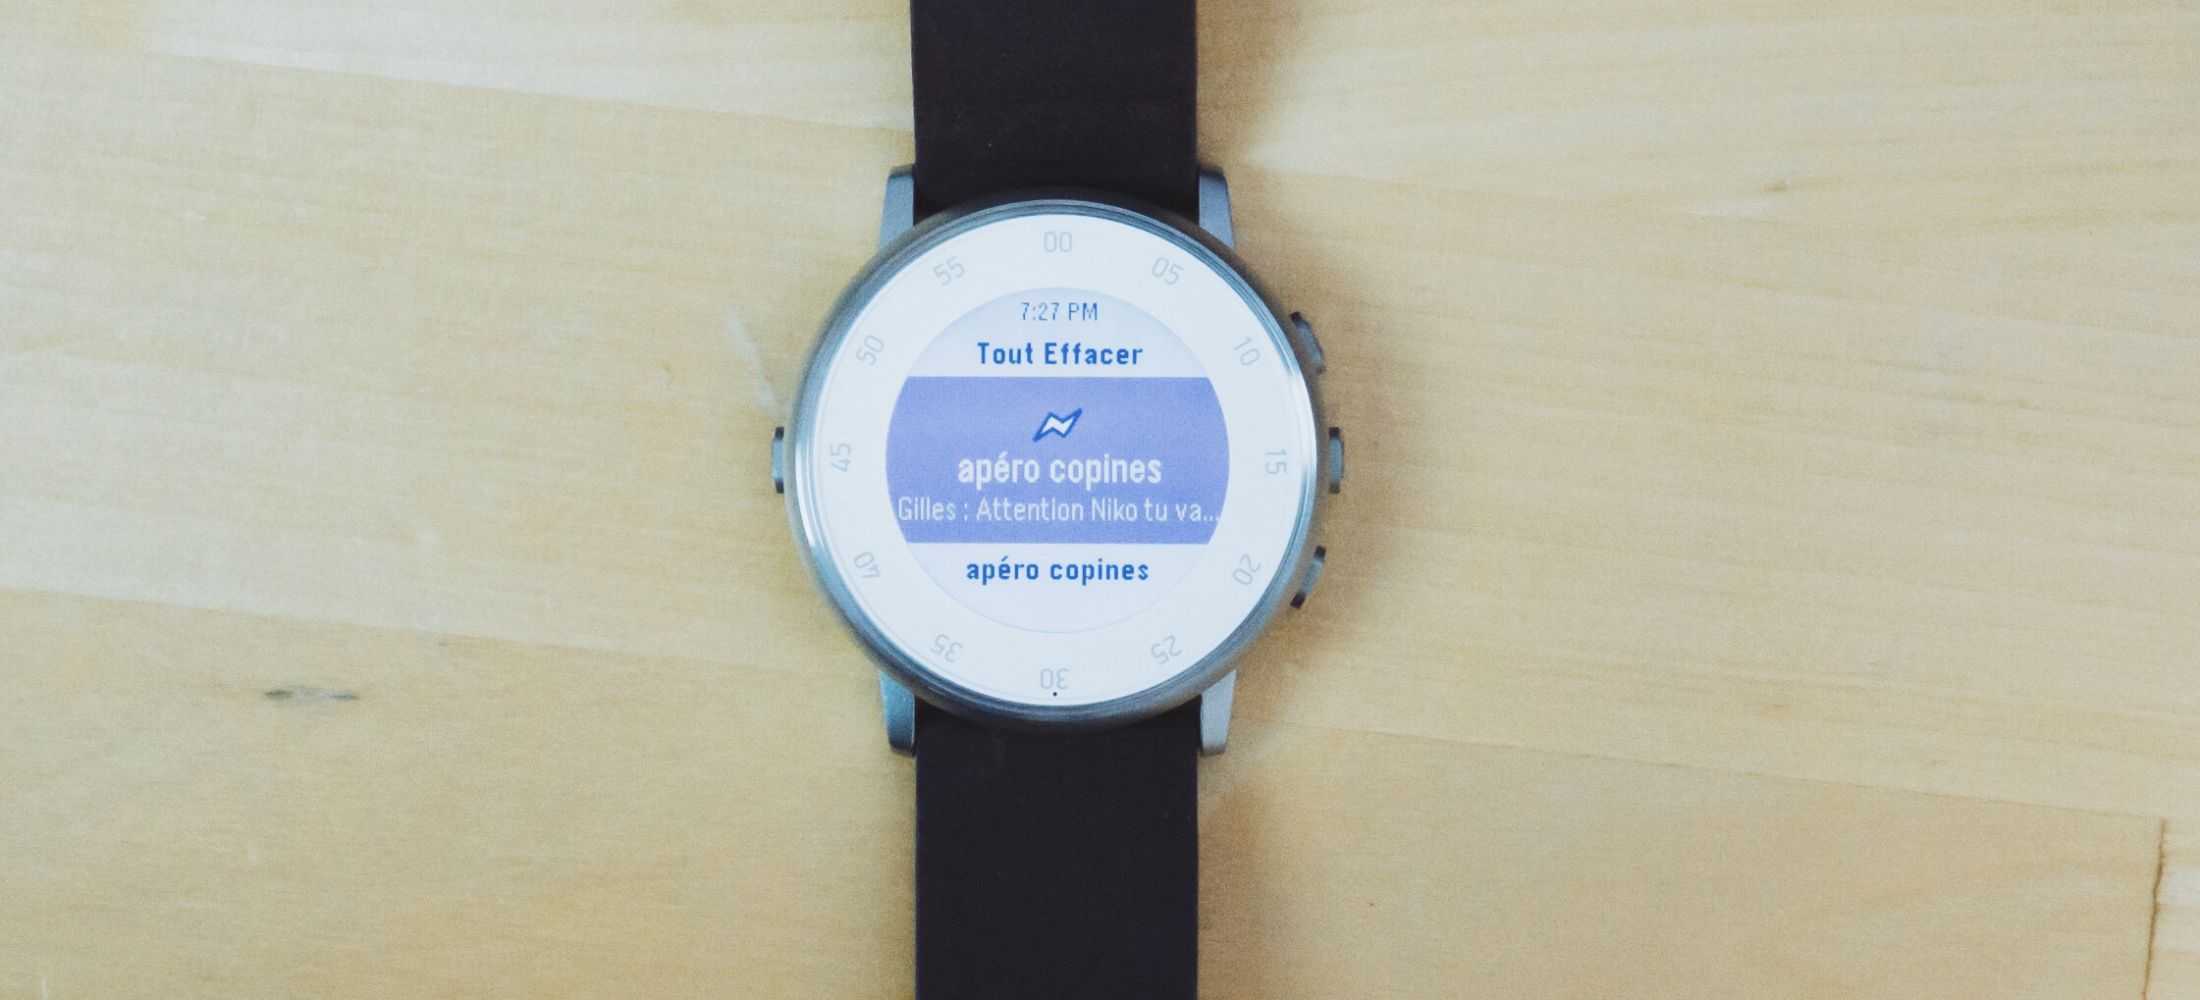 00
55
05
7:27 PM
50
Tout Effacer
10
45
apéro copines
15
Gilles : Attention Niko tu va...
40
apéro copines
20
35
25
30